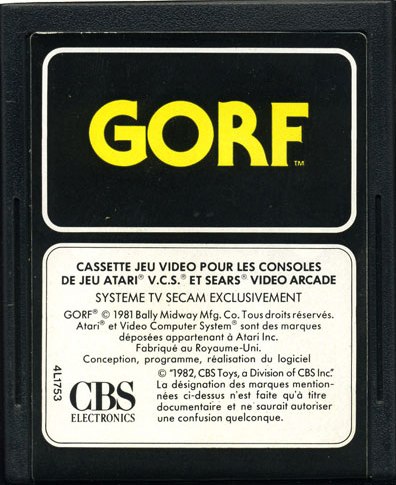 GORF™
CASSETTE JEU VIDEO POUR LES CONSOLES
DE JEU ATARI® V.C.S.® ET SEARS® VIDEO ARCADE
SYSTEME TV SECAM EXCLUSIVEMENT
GORF® © 1981 Bally Midway Mfg. Co. Tous droits réservés.
Atari® et Video Computer System® sont des marques
déposées appartenant à Atari Inc.
Fabriqué au Royaume-Uni.
Conception, programme, réalisation du logiciel
© "1982, CBS Toys, a Division of CBS Inc."
La désignation des marques mention-
nées ci-dessus n'est faite qu'à titre
documentaire et ne saurait autoriser
une confusion quelconque.
4L1753
CBS
ELECTRONICS